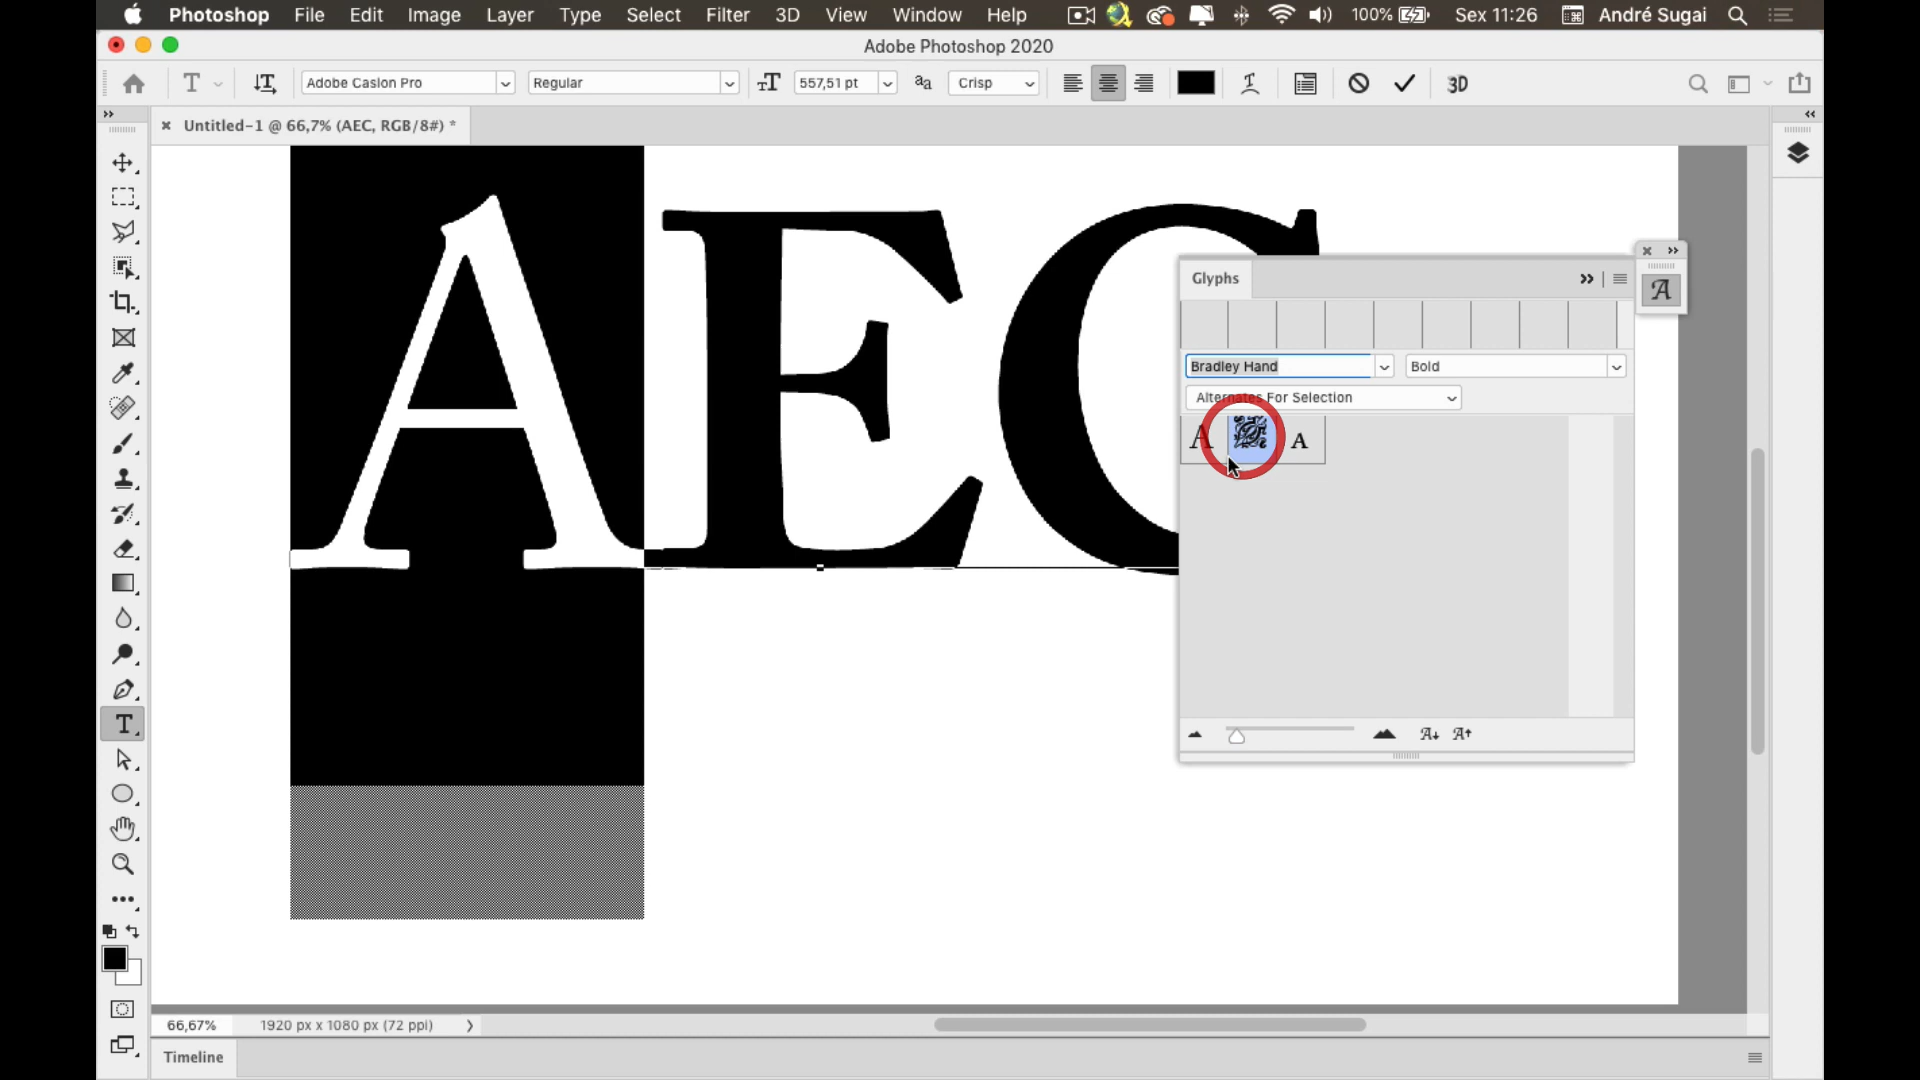 Photoshop File Edit Image Layer Type Select Filter 3D View Window Help 100% Sex 11:26 André Sugai
Adobe Photoshop 2020
T Adobe Caslon Pro Regular 557,51 pt aa Crisp 3D
Untitled-1 @ 66,7% (AEC, RGB/8#) *
AEC
Glyphs
Bradley Hand Bold
Alternates For Selection
A A
66,67% 1920 px x 1080 px (72 ppi)
Timeline